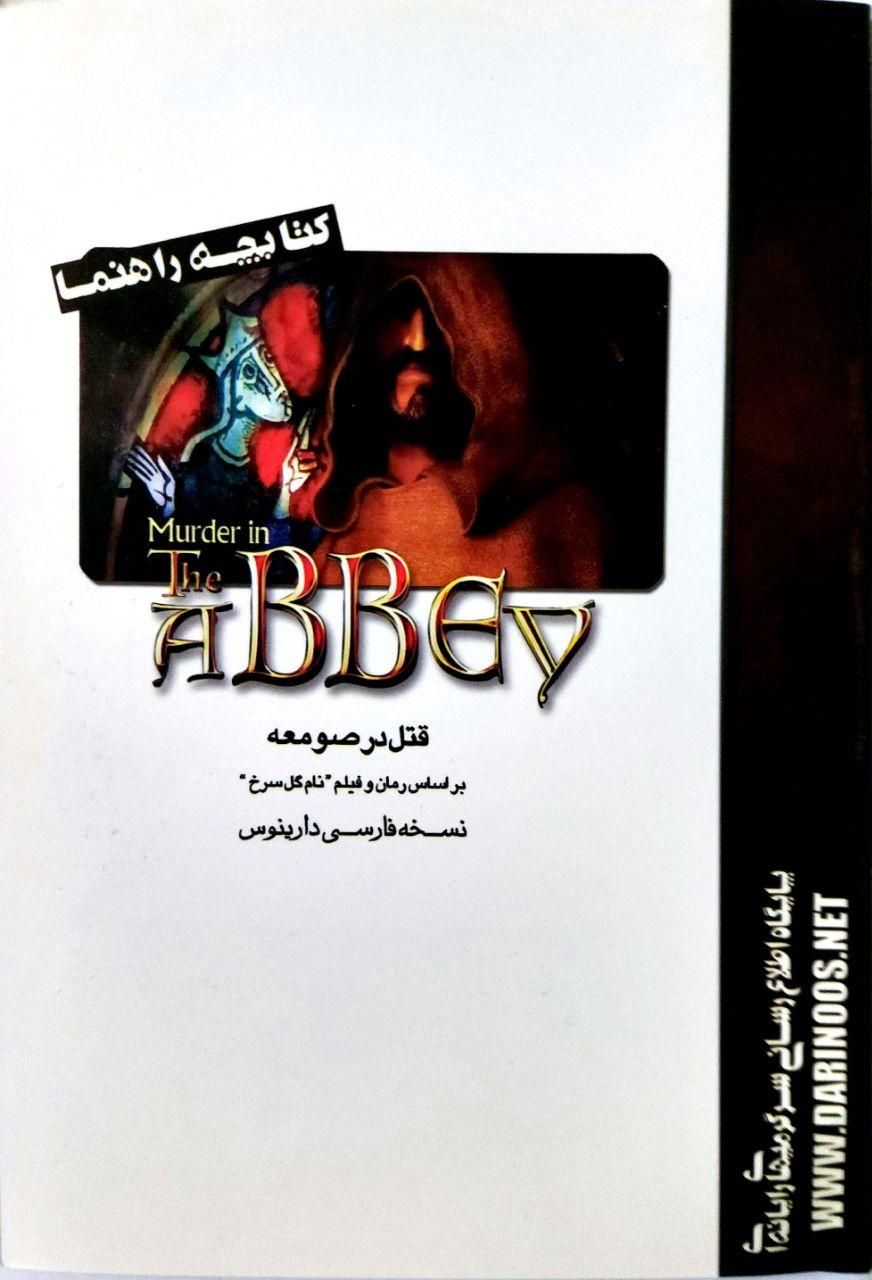 کتابچه راهنما
Murder in
The
ABBEY
قتل در صومعه
بر اساس رمان و فیلم "نام گل سرخ"
نسخه فارسی دارینوس
پایگاه اطلاع رسانی سرگرمیهای رایانه‌ای
WWW.DARINOOS.NET